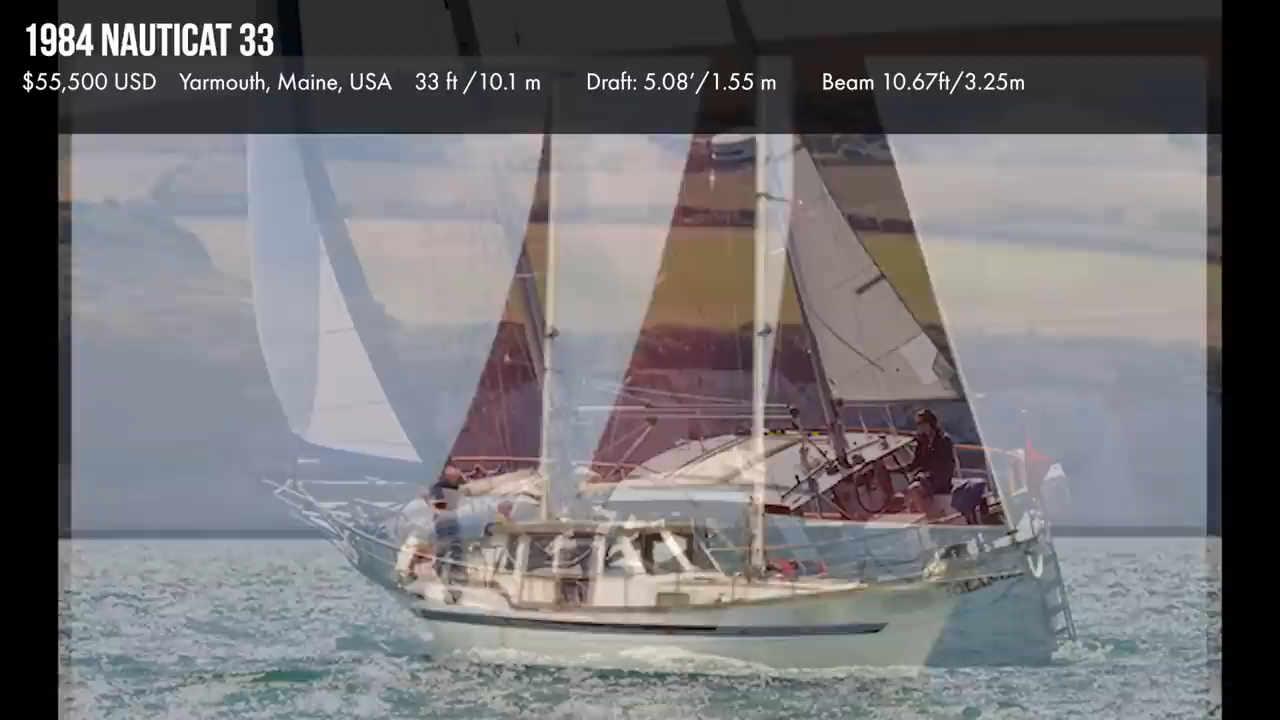 1984 NAUTICAT 33
$55,500 USD Yarmouth, Maine, USA 33 ft /10.1 m Draft: 5.08’/1.55 m Beam 10.67ft/3.25m